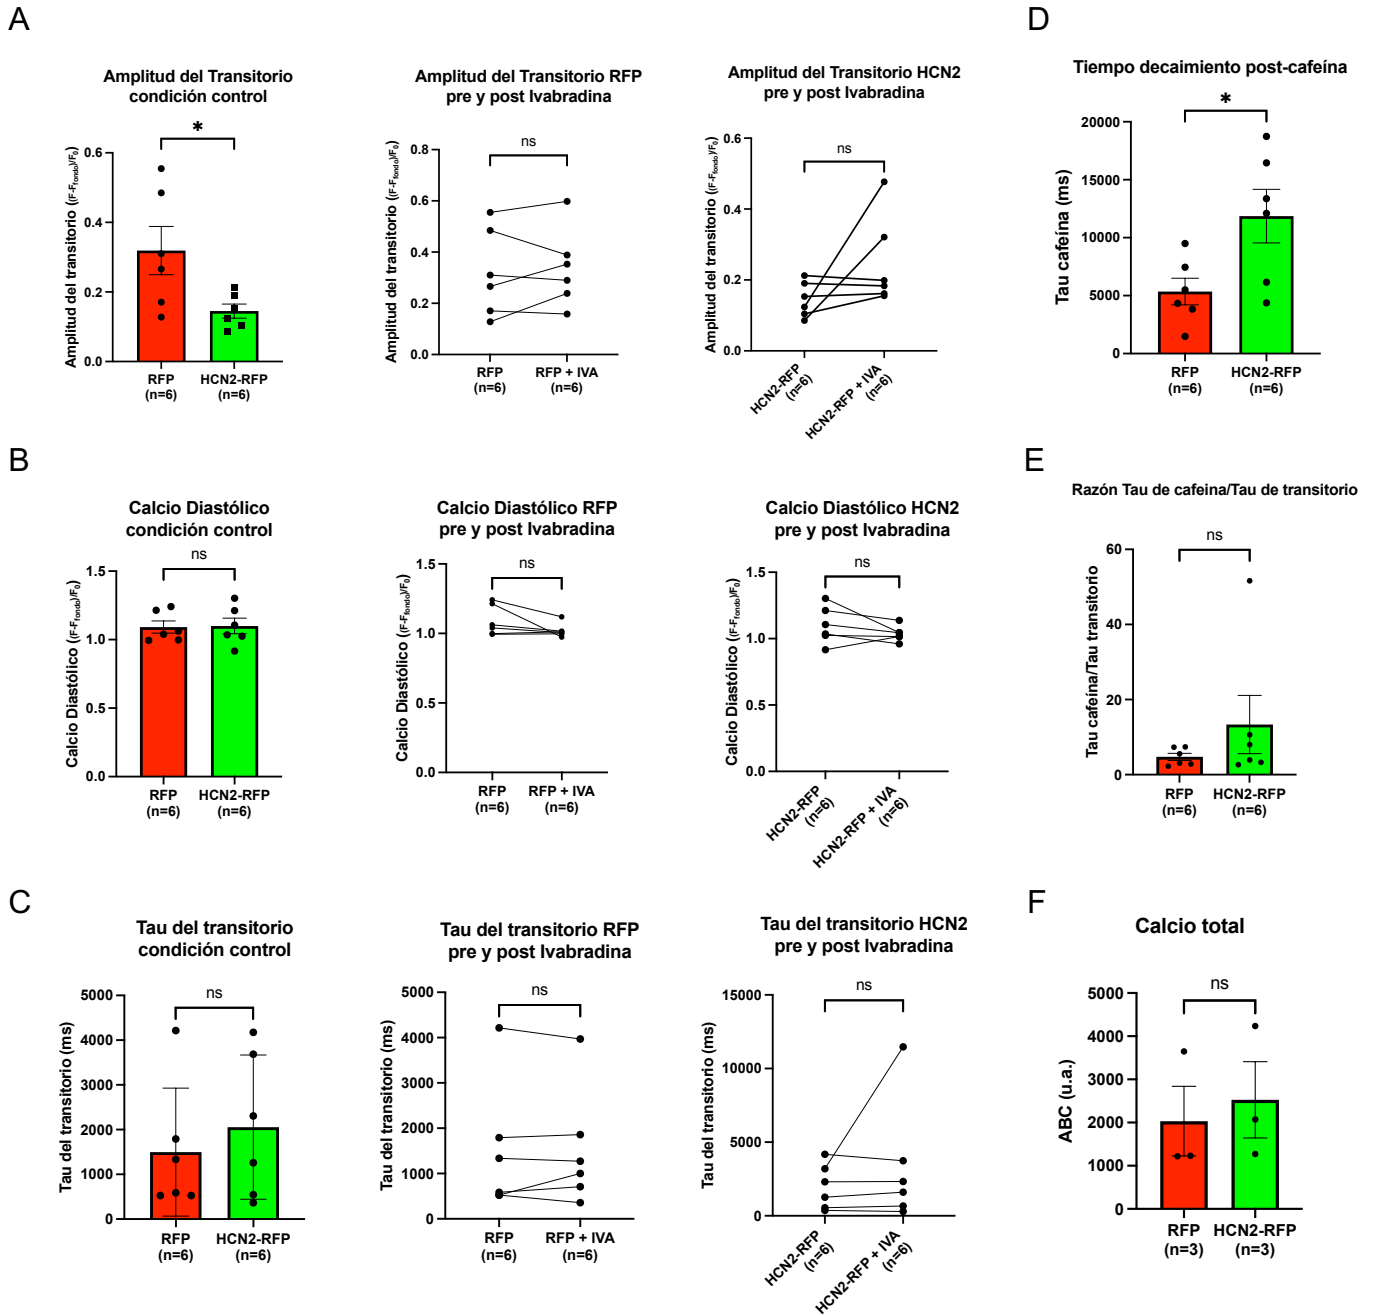 A
Amplitud del Transitorio
condición control
*
Amplitud del transitorio ((F-Ffondo)/F0)
0.6
0.4
0.2
0.0
RFP
(n=6)
HCN2-RFP
(n=6)
Amplitud del Transitorio RFP
pre y post Ivabradina
ns
Amplitud del transitorio ((F-Ffondo)/F0)
0.8
0.6
0.4
0.2
0.0
RFP
(n=6)
RFP + IVA
(n=6)
Amplitud del Transitorio HCN2
pre y post Ivabradina
ns
Amplitud del transitorio ((F-Ffondo)/F0)
0.6
0.4
0.2
0.0
HCN2-RFP
(n=6)
HCN2-RFP + IVA
(n=6)
B
Calcio Diastólico
condición control
ns
Calcio Diastólico ((F-Ffondo)/F0)
1.5
1.0
0.5
0.0
RFP
(n=6)
HCN2-RFP
(n=6)
Calcio Diastólico RFP
pre y post Ivabradina
ns
Calcio Diastólico ((F-Ffondo)/F0)
1.5
1.0
0.5
0.0
RFP
(n=6)
RFP + IVA
(n=6)
Calcio Diastólico HCN2
pre y post Ivabradina
ns
Calcio Diastólico ((F-Ffondo)/F0)
1.5
1.0
0.5
0.0
HCN2-RFP
(n=6)
HCN2-RFP + IVA
(n=6)
C
Tau del transitorio
condición control
ns
Tau del transitorio (ms)
5000
4000
3000
2000
1000
0
RFP
(n=6)
HCN2-RFP
(n=6)
Tau del transitorio RFP
pre y post Ivabradina
ns
Tau del transitorio (ms)
5000
4000
3000
2000
1000
0
RFP
(n=6)
RFP + IVA
(n=6)
Tau del transitorio HCN2
pre y post Ivabradina
ns
Tau del transitorio (ms)
15000
10000
5000
0
HCN2-RFP
(n=6)
HCN2-RFP + IVA
(n=6)
D
Tiempo decaimiento post-cafeína
*
Tau cafeína (ms)
20000
15000
10000
5000
0
RFP
(n=6)
HCN2-RFP
(n=6)
E
Razón Tau de cafeina/Tau de transitorio
ns
Tau cafeína/Tau transitorio
60
40
20
0
RFP
(n=6)
HCN2-RFP
(n=6)
F
Calcio total
ns
ABC (u.a.)
5000
4000
3000
2000
1000
0
RFP
(n=3)
HCN2-RFP
(n=3)